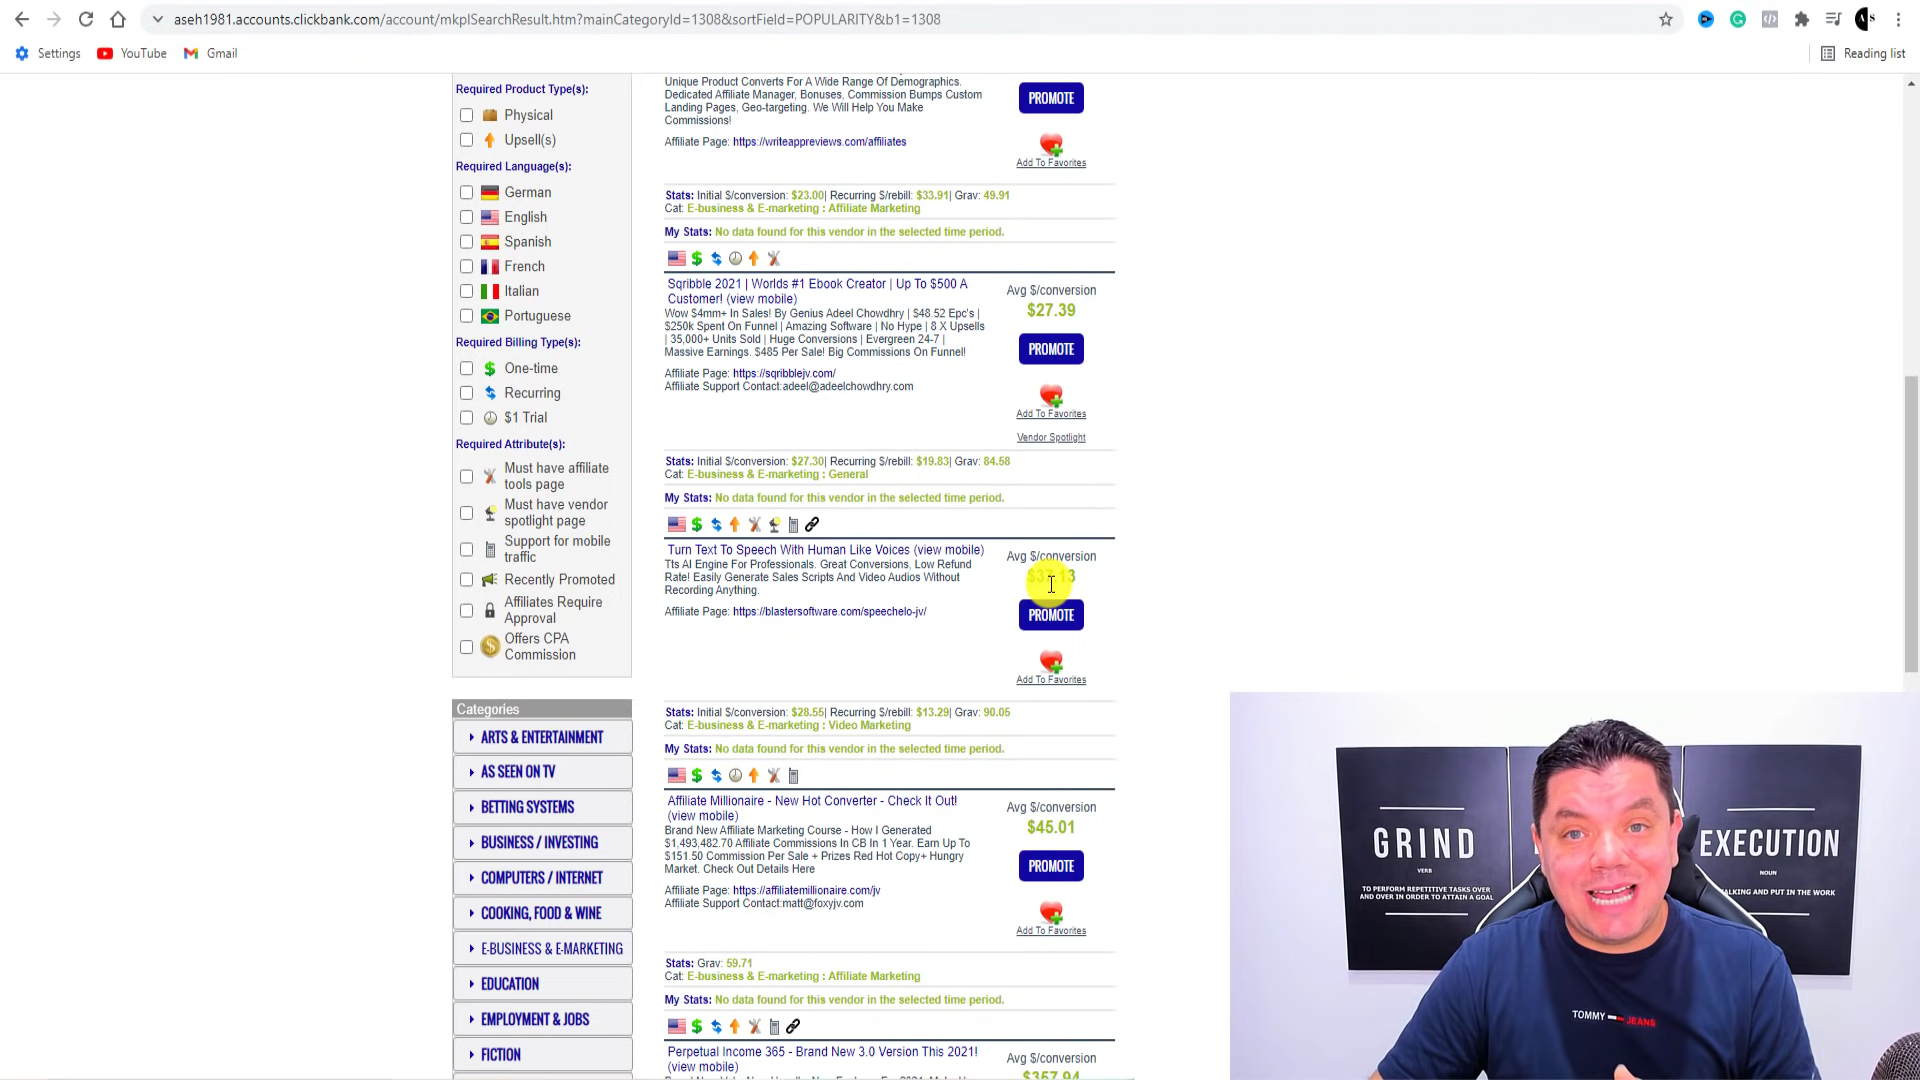 aseh1981.accounts.clickbank.com/account/mkplSearchResult.htm?mainCategoryId=1308&sortField=POPULARITY&b1=1308
Settings
YouTube
Gmail
Reading list
Required Product Type(s):
Physical
Upsell(s)
Required Language(s):
German
English
Spanish
French
Italian
Portuguese
Required Billing Type(s):
One-time
Recurring
$1 Trial
Required Attribute(s):
Must have affiliate
tools page
Must have vendor
spotlight page
Support for mobile
traffic
Recently Promoted
Affiliates Require
Approval
Offers CPA
Commission
Categories
ARTS & ENTERTAINMENT
AS SEEN ON TV
BETTING SYSTEMS
BUSINESS / INVESTING
COMPUTERS / INTERNET
COOKING, FOOD & WINE
E-BUSINESS & E-MARKETING
EDUCATION
EMPLOYMENT & JOBS
FICTION
Unique Product Converts For A Wide Range Of Demographics.
Dedicated Affiliate Manager, Bonuses, Commission Bumps Custom
Landing Pages, Geo-targeting. We Will Help You Make
Commissions!
Affiliate Page: https://writeappreviews.com/affiliates
PROMOTE
Add To Favorites
Stats: Initial $/conversion: $23.00| Recurring $/rebill: $33.91| Grav: 49.91
Cat: E-business & E-marketing : Affiliate Marketing
My Stats: No data found for this vendor in the selected time period.
Sqribble 2021 | Worlds #1 Ebook Creator | Up To $500 A
Customer! (view mobile)
Wow $4mm+ In Sales! By Genius Adeel Chowdhry | $48.52 Epc's |
$250k Spent On Funnel | Amazing Software | No Hype | 8 X Upsells
| 35,000+ Units Sold | Huge Conversions | Evergreen 24-7 |
Massive Earnings. $485 Per Sale! Big Commissions On Funnel!
Affiliate Page: https://sqribblejv.com/
Affiliate Support Contact:adeel@adeelchowdhry.com
Avg $/conversion
$27.39
PROMOTE
Add To Favorites
Vendor Spotlight
Stats: Initial $/conversion: $27.30| Recurring $/rebill: $19.83| Grav: 84.58
Cat: E-business & E-marketing : General
My Stats: No data found for this vendor in the selected time period.
Turn Text To Speech With Human Like Voices (view mobile)
Tts AI Engine For Professionals. Great Conversions, Low Refund
Rate! Easily Generate Sales Scripts And Video Audios Without
Recording Anything.
Affiliate Page: https://blastersoftware.com/speechelo-jv/
Avg $/conversion
$37.13
PROMOTE
Add To Favorites
Stats: Initial $/conversion: $28.55| Recurring $/rebill: $13.29| Grav: 90.05
Cat: E-business & E-marketing : Video Marketing
My Stats: No data found for this vendor in the selected time period.
Affiliate Millionaire - New Hot Converter - Check It Out!
(view mobile)
Brand New Affiliate Marketing Course - How I Generated
$1,493,482.70 Affiliate Commissions In CB In 1 Year. Earn Up To
$151.50 Commission Per Sale + Prizes Red Hot Copy+ Hungry
Market. Check Out Details Here
Affiliate Page: https://affiliatemillionaire.com/jv
Affiliate Support Contact:matt@foxyjv.com
Avg $/conversion
$45.01
PROMOTE
Add To Favorites
Stats: Grav: 59.71
Cat: E-business & E-marketing : Affiliate Marketing
My Stats: No data found for this vendor in the selected time period.
Perpetual Income 365 - Brand New 3.0 Version This 2021!
(view mobile)
Avg $/conversion
$357.94
GRIND
VERB
TO PERFORM REPETITIVE TASKS OVER
AND OVER IN ORDER TO ATTAIN A GOAL
EXECUTION
NOUN
ALKING AND PUT IN THE WORK
TOMMY JEANS